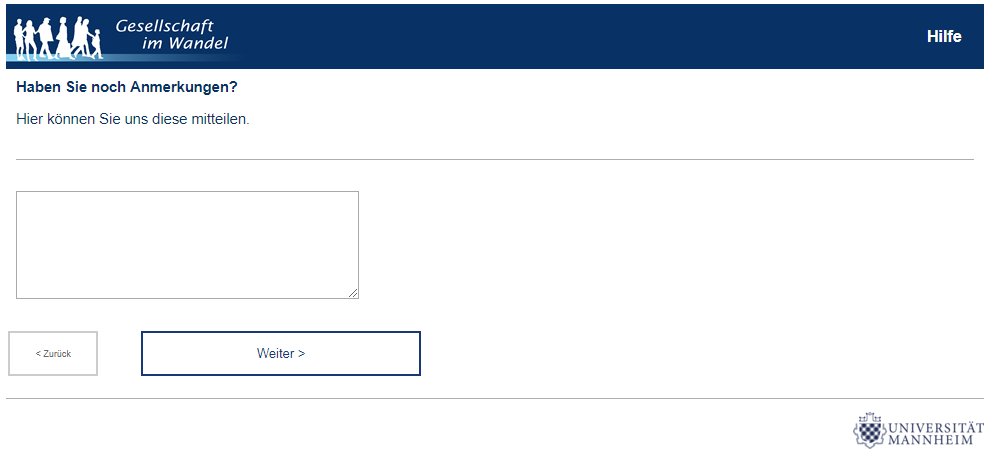 Gesellschaft
im Wandel
Hilfe
Haben Sie noch Anmerkungen?
Hier können Sie uns diese mitteilen.
< Zurück
Weiter >
UNIVERSITÄT
MANNHEIM